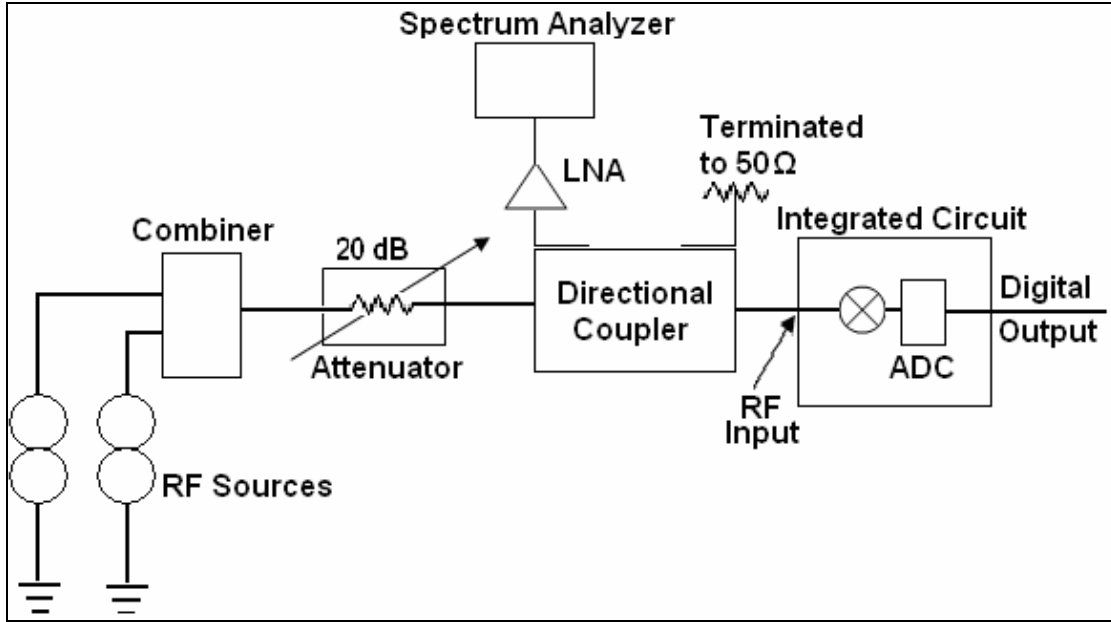 Spectrum Analyzer
LNA
Terminated
to 50Ω
Combiner
20 dB
Attenuator
Directional
Coupler
Integrated Circuit
ADC
Digital
Output
RF
Input
RF Sources